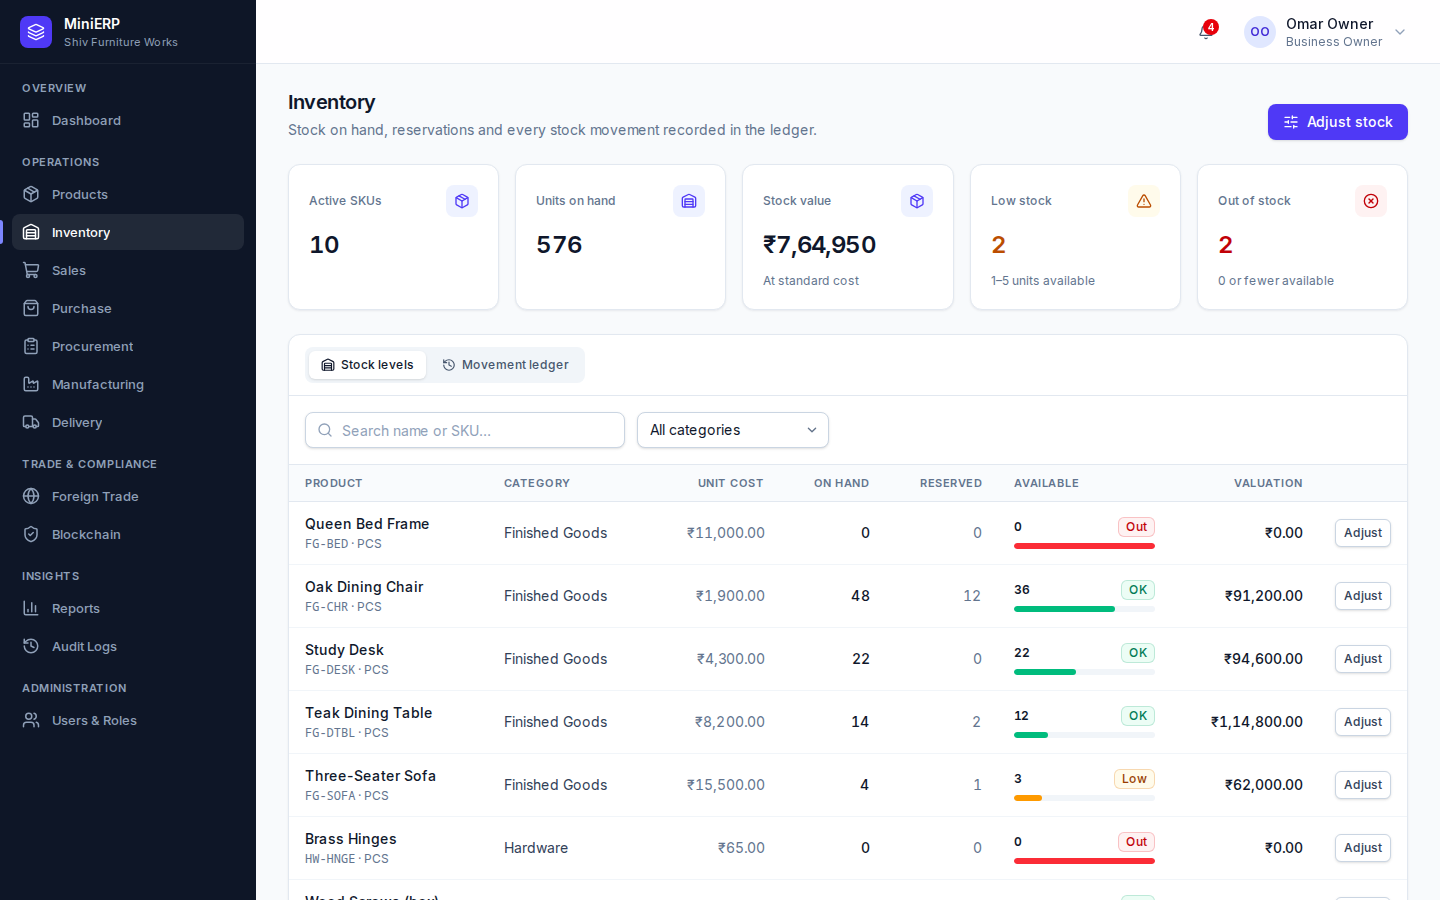 MiniERP
Shiv Furniture Works
OVERVIEW
Dashboard
OPERATIONS
Products
Inventory
Sales
Purchase
Procurement
Manufacturing
Delivery
TRADE & COMPLIANCE
Foreign Trade
Blockchain
INSIGHTS
Reports
Audit Logs
ADMINISTRATION
Users & Roles
4
OO
Omar Owner
Business Owner
Inventory
Stock on hand, reservations and every stock movement recorded in the ledger.
Adjust stock
Active SKUs
10
Units on hand
576
Stock value
₹7,64,950
At standard cost
Low stock
2
1–5 units available
Out of stock
2
0 or fewer available
Stock levels
Movement ledger
Search name or SKU...
All categories
PRODUCT CATEGORY UNIT COST ON HAND RESERVED AVAILABLE VALUATION
Queen Bed Frame
FG-BED · PCS
Finished Goods ₹11,000.00 0 0 0 Out ₹0.00 Adjust
Oak Dining Chair
FG-CHR · PCS
Finished Goods ₹1,900.00 48 12 36 OK ₹91,200.00 Adjust
Study Desk
FG-DESK · PCS
Finished Goods ₹4,300.00 22 0 22 OK ₹94,600.00 Adjust
Teak Dining Table
FG-DTBL · PCS
Finished Goods ₹8,200.00 14 2 12 OK ₹1,14,800.00 Adjust
Three-Seater Sofa
FG-SOFA · PCS
Finished Goods ₹15,500.00 4 1 3 Low ₹62,000.00 Adjust
Brass Hinges
HW-HNGE · PCS
Hardware ₹65.00 0 0 0 Out ₹0.00 Adjust